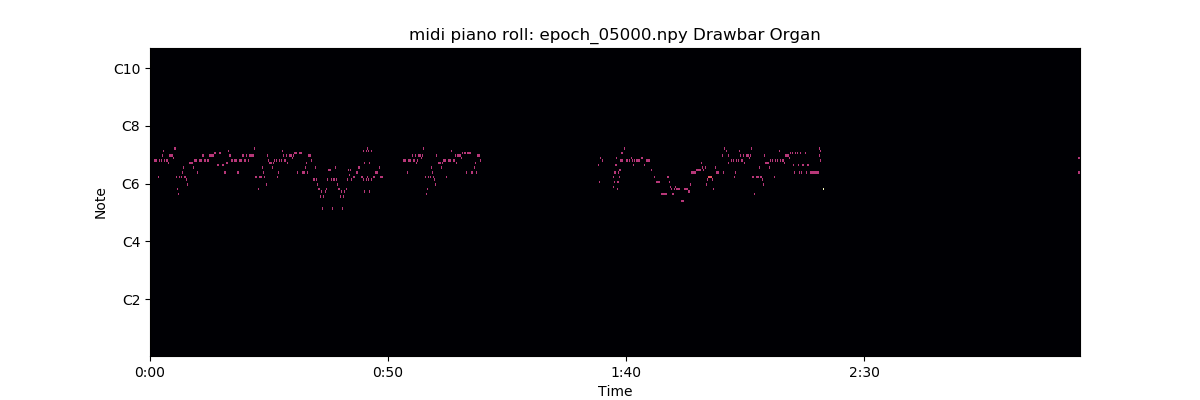 midi piano roll: epoch_05000.npy Drawbar Organ
C10
C8
C6
C4
C2
Note
0:00 0:50 1:40 2:30
Time